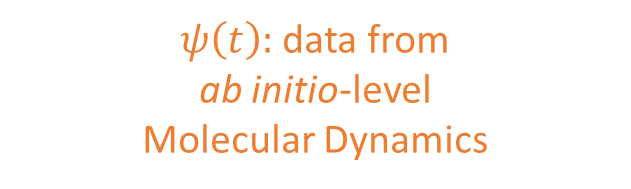 ψ(t): data from
ab initio-level
Molecular Dynamics